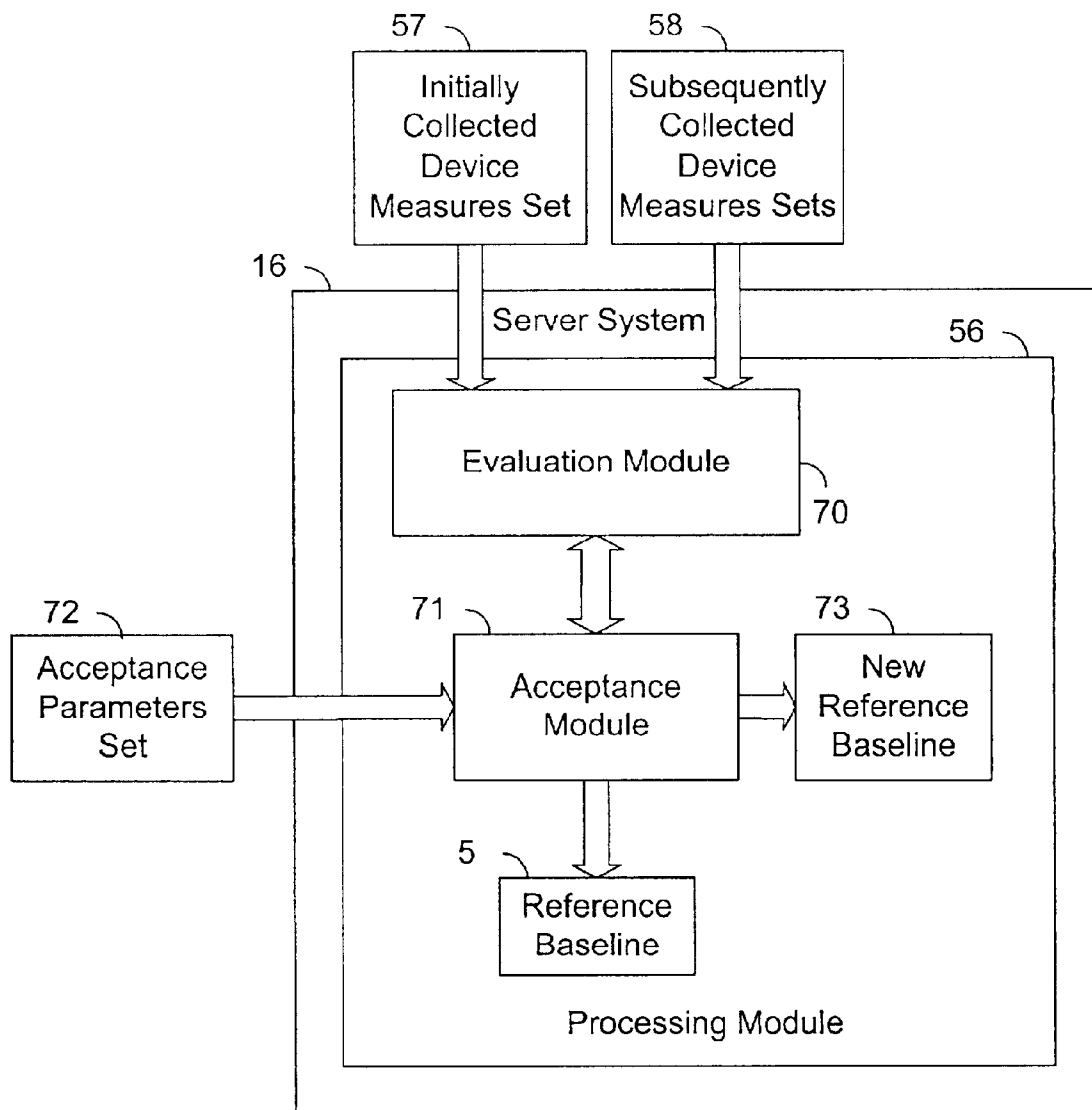 57
58
Initially
Collected
Device
Measures Set
Subsequently
Collected
Device
Measures Sets
16
Server System
56
Evaluation Module
70
72
71
73
Acceptance
Parameters
Set
Acceptance
Module
New
Reference
Baseline
5
Reference
Baseline
Processing Module